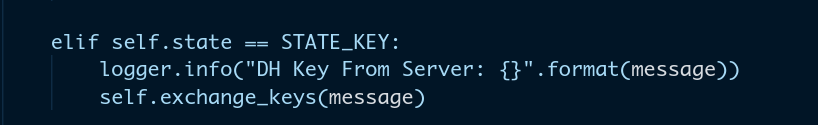 elif self.state == STATE_KEY:
logger.info("DH Key From Server: {}".format(message))
self.exchange_keys(message)